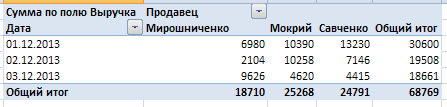 Сумма по полю Выручка Продавец
Дата Мирошниченко Мокрий Савченко Общий итог
01.12.2013 6980 10390 13230 30600
02.12.2013 2104 10258 7146 19508
03.12.2013 9626 4620 4415 18661
Общий итог 18710 25268 24791 68769